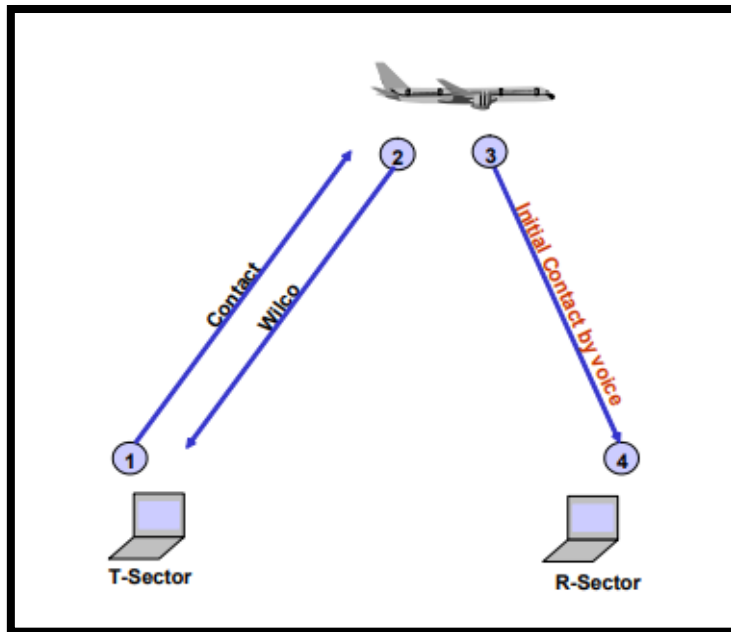 2
3
Contact
Wilco
Initial Contact by voice
1
4
T-Sector
R-Sector